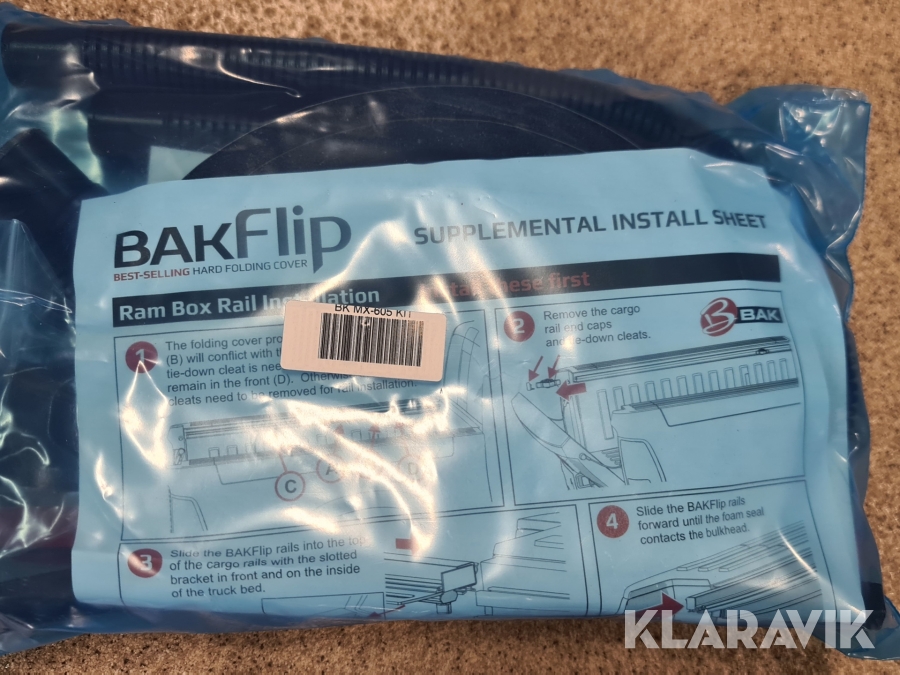 BAKFlip
BEST-SELLING HARD FOLDING COVER
SUPPLEMENTAL INSTALL SHEET
Ram Box Rail
these first
BK MX-605 KIT
1
The folding cover
(B) will conflict with
tie-down cleat is
remain in the front (D).
cleats need to be removed for rail installation.
C
A
D
2
Remove the cargo
rail end caps
and tie-down cleats.
BAK
3
Slide the BAKFlip rails into the top
of the cargo rails with the slotted
bracket in front and on the inside
of the truck bed.
4
Slide the BAKFlip rails
forward until the foam seal
contacts the bulkhead.
KLARAVIK